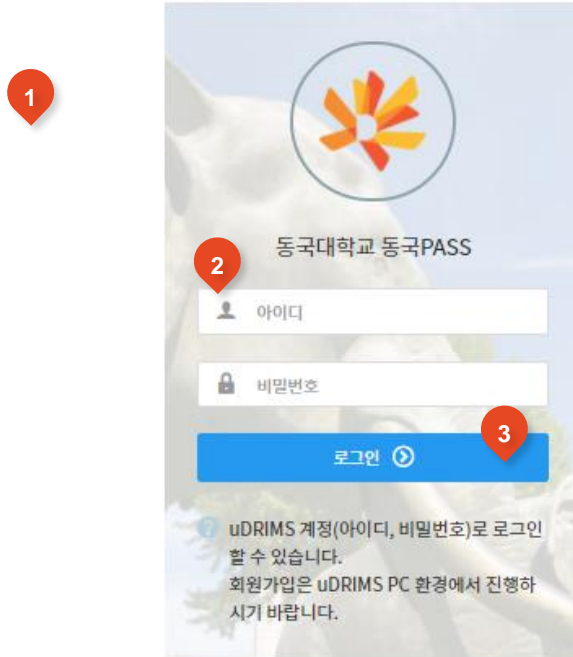 1
동국대학교 동국PASS
2
아이디
비밀번호
3
로그인
uDRIMS 계정(아이디, 비밀번호)로 로그인
할 수 있습니다.
회원가입은 uDRIMS PC 환경에서 진행하
시기 바랍니다.